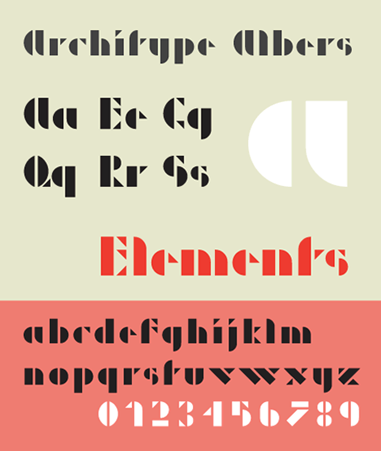 Architype Albers
Aa Ee Gg
a
Qq Rr Ss
Elements
abcdefghijklm
nopqrstuvwxyz
0123456789